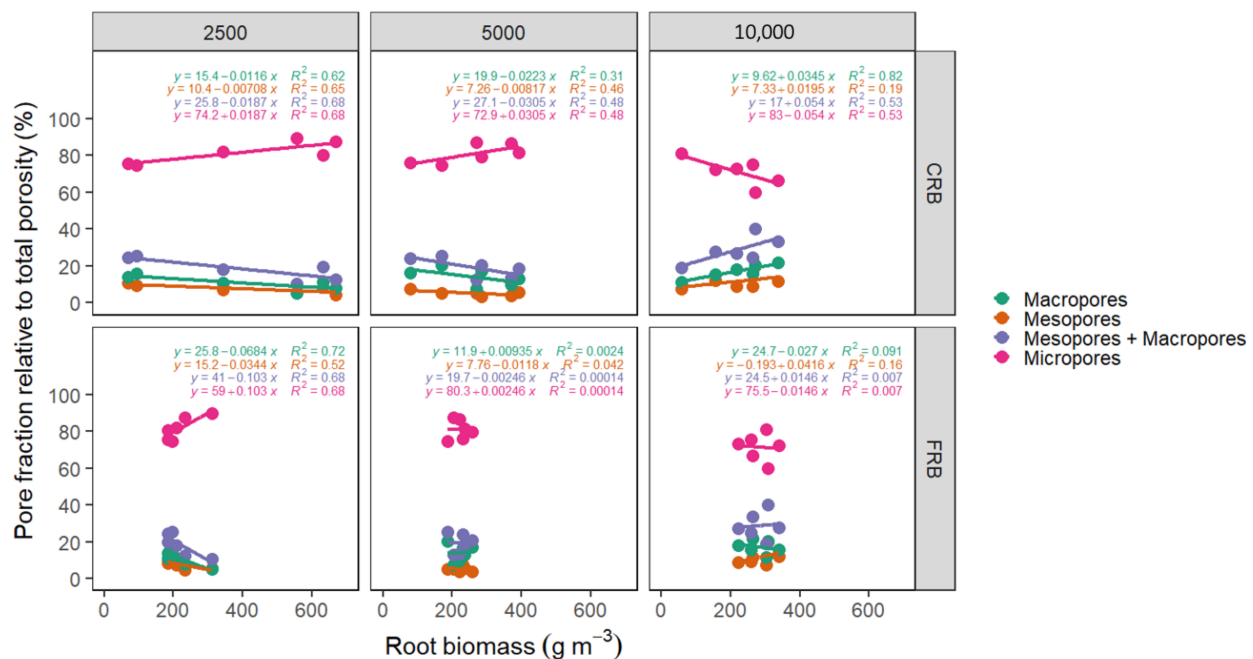 2500 5000 10,000
y = 15.4−0.0116 x R² = 0.62 y = 19.9−0.0223 x R² = 0.31 y = 9.62+0.0345 x R² = 0.82
y = 10.4−0.00708 x R² = 0.65 y = 7.26−0.00817 x R² = 0.46 y = 7.33+0.0195 x R² = 0.19
y = 25.8−0.0187 x R² = 0.68 y = 27.1−0.0305 x R² = 0.48 y = 17+0.054 x R² = 0.53
y = 74.2+0.0187 x R² = 0.68 y = 72.9+0.0305 x R² = 0.48 y = 83−0.054 x R² = 0.53
100
80
60
40
20
0
CRB
y = 25.8−0.0684 x R² = 0.72 y = 11.9+0.00935 x R² = 0.0024 y = 24.7−0.027 x R² = 0.091
y = 15.2−0.0344 x R² = 0.52 y = 7.76−0.0118 x R² = 0.042 y = −0.193+0.0416 x R² = 0.16
y = 41−0.103 x R² = 0.68 y = 19.7−0.00246 x R² = 0.00014 y = 24.5+0.0146 x R² = 0.007
y = 59+0.103 x R² = 0.68 y = 80.3+0.00246 x R² = 0.00014 y = 75.5−0.0146 x R² = 0.007
100
80
60
40
20
0
FRB
0 200 400 600 0 200 400 600 0 200 400 600
Root biomass (g m⁻³)
Pore fraction relative to total porosity (%)
Macropores
Mesopores
Mesopores + Macropores
Micropores